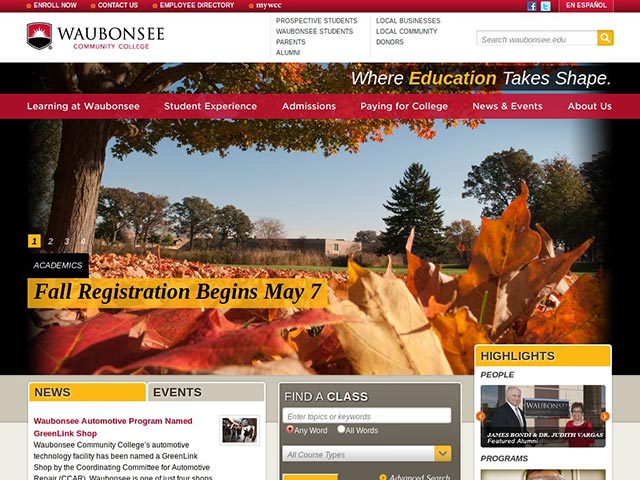 ENROLL NOW
CONTACT US
EMPLOYEE DIRECTORY
mywcc
EN ESPAÑOL
WAUBONSEE
COMMUNITY COLLEGE
PROSPECTIVE STUDENTS
WAUBONSEE STUDENTS
PARENTS
ALUMNI
LOCAL BUSINESSES
LOCAL COMMUNITY
DONORS
Search waubonsee.edu
Where Education Takes Shape.
Learning at Waubonsee
Student Experience
Admissions
Paying for College
News & Events
About Us
1 2 3 4
ACADEMICS
Fall Registration Begins May 7
NEWS
EVENTS
Waubonsee Automotive Program Named
GreenLink Shop
Waubonsee Community College's automotive
technology facility has been named a GreenLink
Shop by the Coordinating Committee for Automotive
Repair (CCAR). Waubonsee is one of just four shops
FIND A CLASS
Enter topics or keywords
Any Word
All Words
All Course Types
Advanced Search
HIGHLIGHTS
PEOPLE
WAUBONSEE
JAMES BONDI & DR. JUDITH VARGAS
Featured Alumni
PROGRAMS